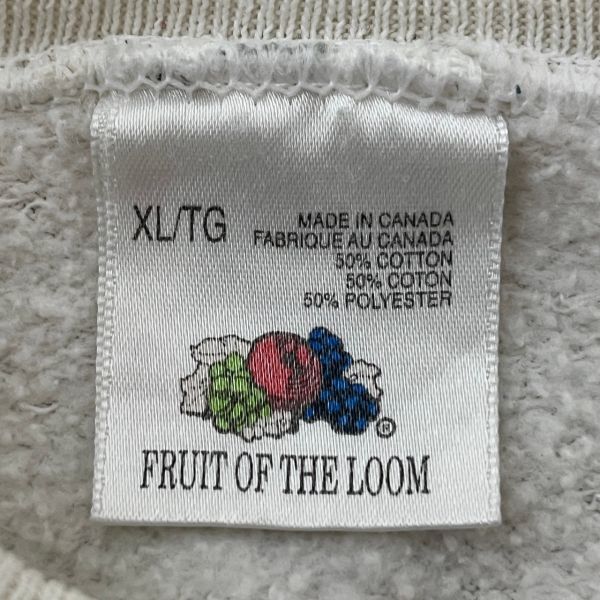 XL/TG
MADE IN CANADA
FABRIQUE AU CANADA
50% COTTON
50% COTON
50% POLYESTER
®
FRUIT OF THE LOOM